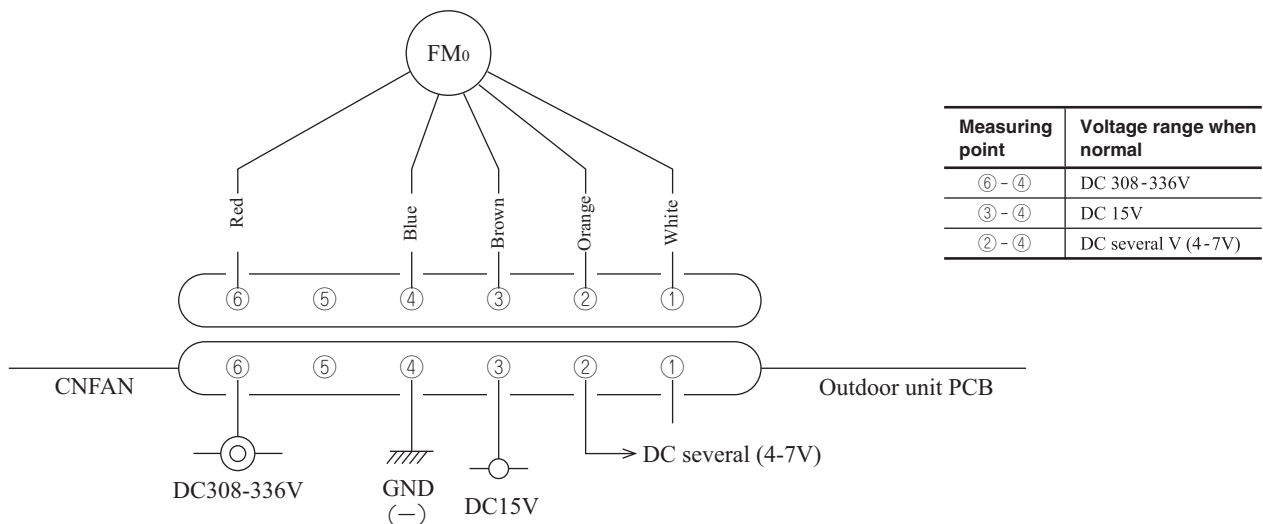 FM0
Red
Blue
Brown
Orange
White
⑥ ⑤ ④ ③ ② ①
⑥ ⑤ ④ ③ ② ①
CNFAN
Outdoor unit PCB
DC308-336V
GND
(−)
DC15V
DC several (4-7V)
Measuring point
Voltage range when normal
⑥-④ DC 308-336V
③-④ DC 15V
②-④ DC several V (4-7V)